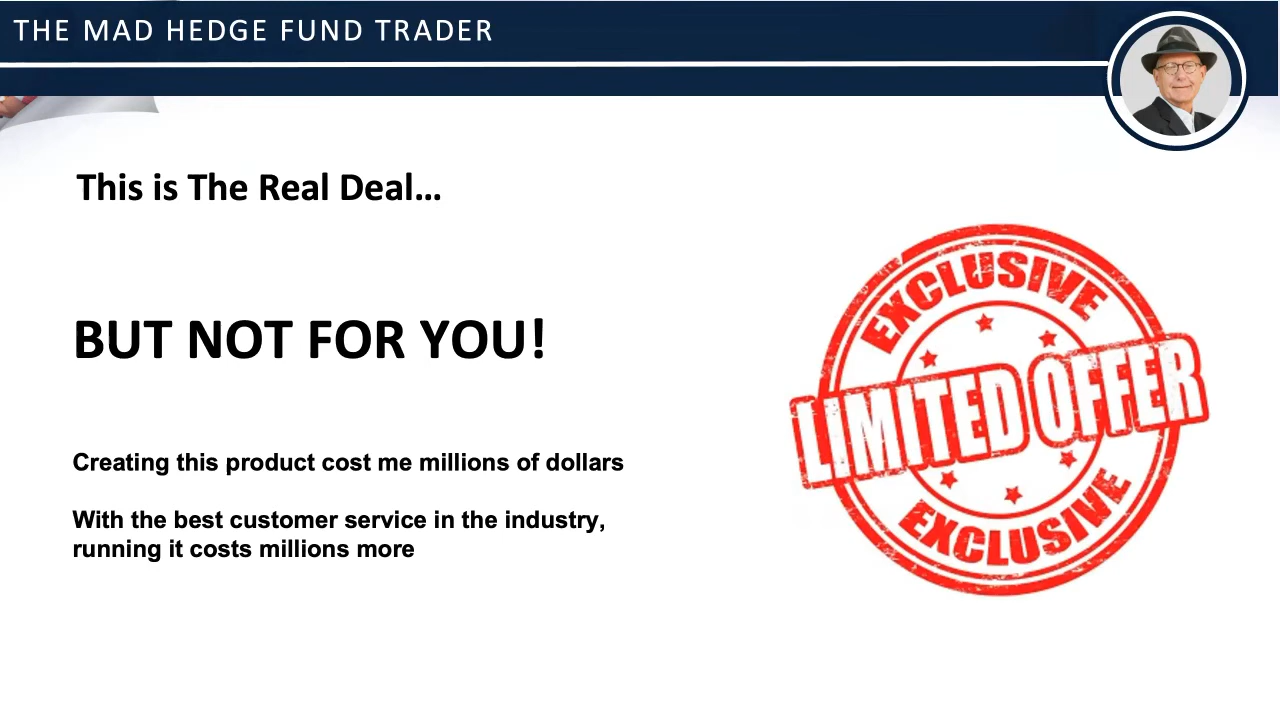 THE MAD HEDGE FUND TRADER
This is The Real Deal...
BUT NOT FOR YOU!
Creating this product cost me millions of dollars
With the best customer service in the industry,
running it costs millions more
EXCLUSIVE
LIMITED OFFER
EXCLUSIVE